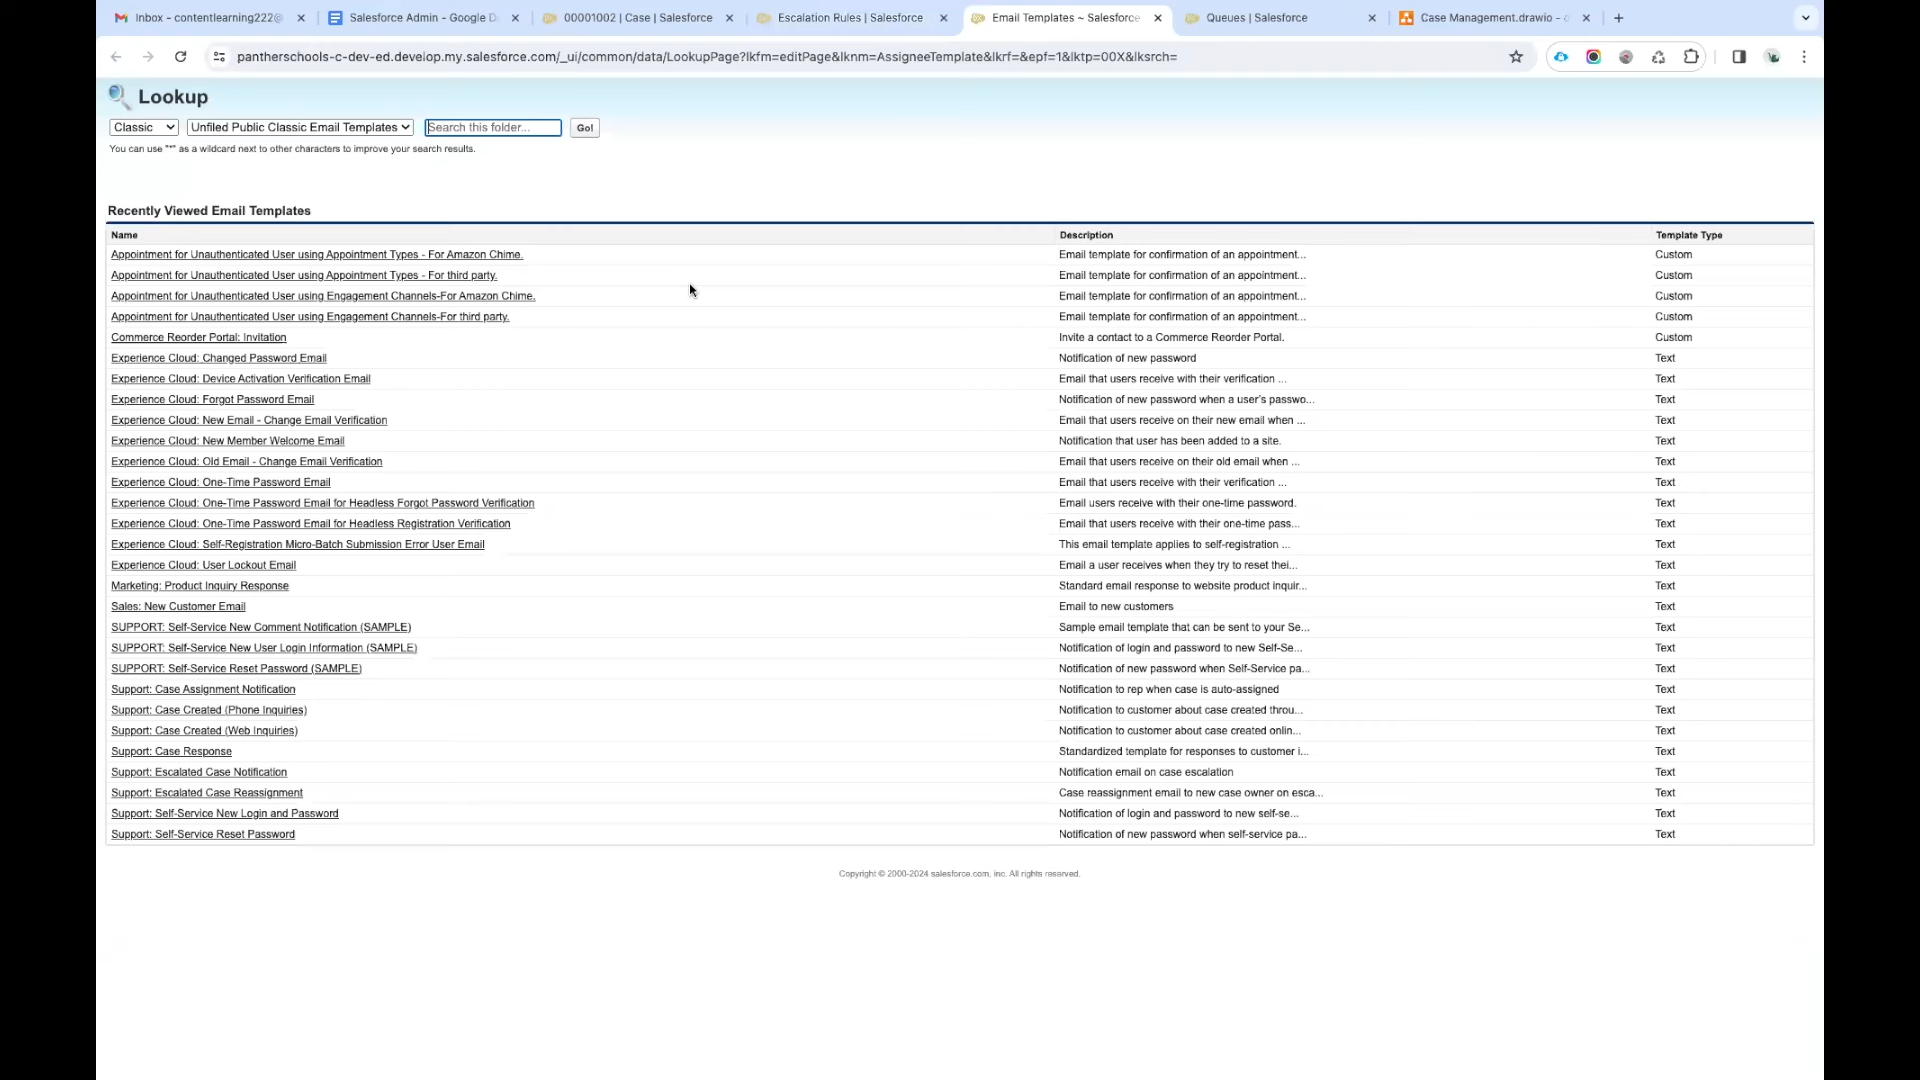 Inbox – contentlearning222@
Salesforce Admin - Google D
00001002 | Case | Salesforce
Escalation Rules | Salesforce
Email Templates ~ Salesforce
Queues | Salesforce
Case Management.drawio -
pantherschools-c-dev-ed.develop.my.salesforce.com/_ui/common/data/LookupPage?lkfm=editPage&lknm=AssigneeTemplate&lkrf=&epf=1&lktp=00X&lksrch=
Lookup
Classic
Unfiled Public Classic Email Templates
Search this folder...
Go!
You can use "*" as a wildcard next to other characters to improve your search results.
Recently Viewed Email Templates
Name Description Template Type
Appointment for Unauthenticated User using Appointment Types - For Amazon Chime. Email template for confirmation of an appointment... Custom
Appointment for Unauthenticated User using Appointment Types - For third party. Email template for confirmation of an appointment... Custom
Appointment for Unauthenticated User using Engagement Channels-For Amazon Chime. Email template for confirmation of an appointment... Custom
Appointment for Unauthenticated User using Engagement Channels-For third party. Email template for confirmation of an appointment... Custom
Commerce Reorder Portal: Invitation Invite a contact to a Commerce Reorder Portal. Custom
Experience Cloud: Changed Password Email Notification of new password Text
Experience Cloud: Device Activation Verification Email Email that users receive with their verification ... Text
Experience Cloud: Forgot Password Email Notification of new password when a user's passwo... Text
Experience Cloud: New Email - Change Email Verification Email that users receive on their new email when ... Text
Experience Cloud: New Member Welcome Email Notification that user has been added to a site. Text
Experience Cloud: Old Email - Change Email Verification Email that users receive on their old email when ... Text
Experience Cloud: One-Time Password Email Email that users receive with their verification ... Text
Experience Cloud: One-Time Password Email for Headless Forgot Password Verification Email users receive with their one-time password. Text
Experience Cloud: One-Time Password Email for Headless Registration Verification Email that users receive with their one-time pass... Text
Experience Cloud: Self-Registration Micro-Batch Submission Error User Email This email template applies to self-registration ... Text
Experience Cloud: User Lockout Email Email a user receives when they try to reset thei... Text
Marketing: Product Inquiry Response Standard email response to website product inquir... Text
Sales: New Customer Email Email to new customers Text
SUPPORT: Self-Service New Comment Notification (SAMPLE) Sample email template that can be sent to your Se... Text
SUPPORT: Self-Service New User Login Information (SAMPLE) Notification of login and password to new Self-Se... Text
SUPPORT: Self-Service Reset Password (SAMPLE) Notification of new password when Self-Service pa... Text
Support: Case Assignment Notification Notification to rep when case is auto-assigned Text
Support: Case Created (Phone Inquiries) Notification to customer about case created throu... Text
Support: Case Created (Web Inquiries) Notification to customer about case created onlin... Text
Support: Case Response Standardized template for responses to customer i... Text
Support: Escalated Case Notification Notification email on case escalation Text
Support: Escalated Case Reassignment Case reassignment email to new case owner on esca... Text
Support: Self-Service New Login and Password Notification of login and password to new self-se... Text
Support: Self-Service Reset Password Notification of new password when self-service pa... Text
Copyright © 2000-2024 salesforce.com, inc. All rights reserved.